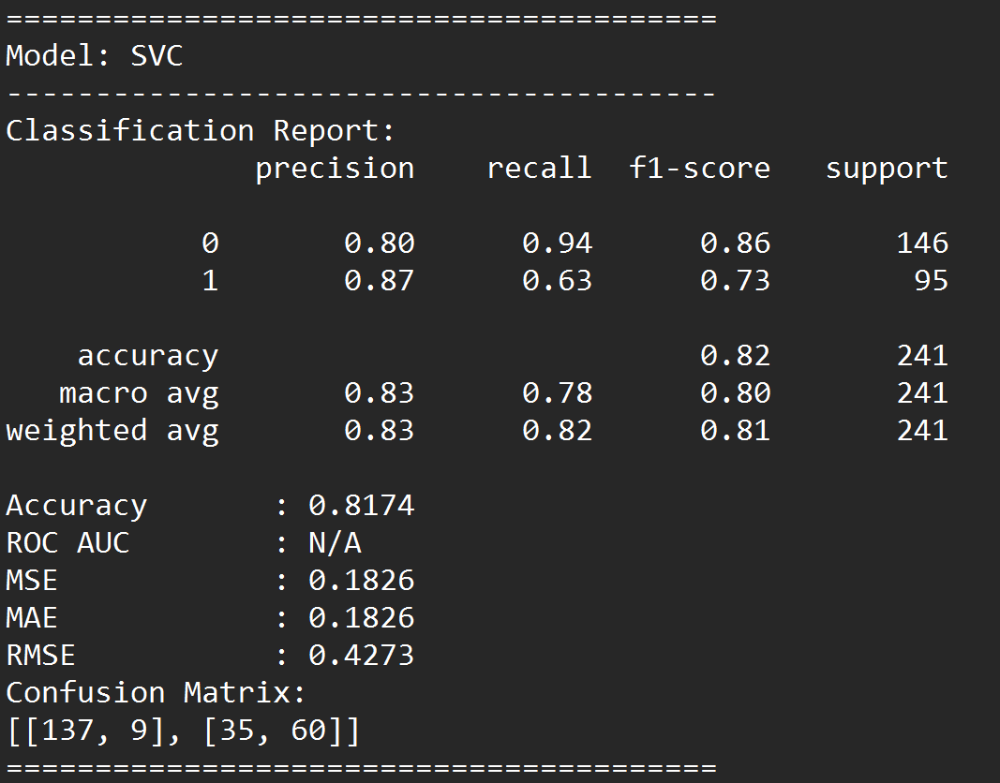 ========================================
Model: SVC
----------------------------------------
Classification Report:
              precision    recall  f1-score   support

           0       0.80      0.94      0.86       146
           1       0.87      0.63      0.73        95

    accuracy                           0.82       241
   macro avg       0.83      0.78      0.80       241
weighted avg       0.83      0.82      0.81       241

Accuracy       : 0.8174
ROC AUC        : N/A
MSE            : 0.1826
MAE            : 0.1826
RMSE           : 0.4273
Confusion Matrix:
[[137, 9], [35, 60]]
========================================